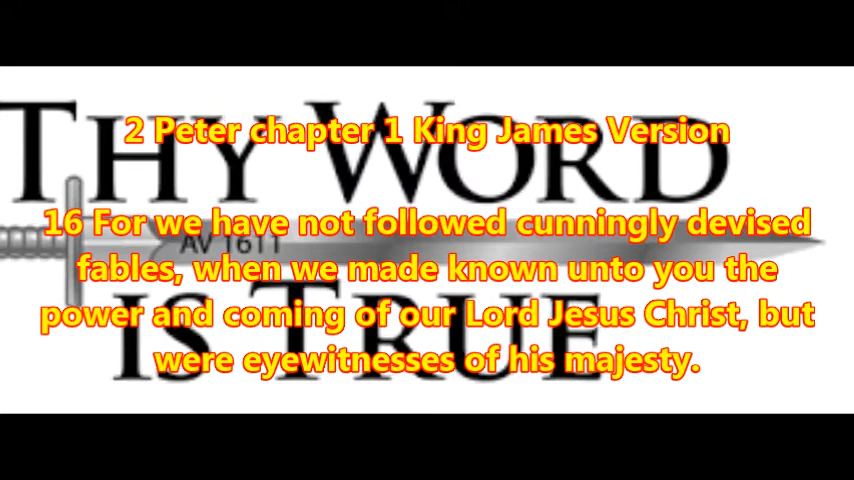 THY WORD
2 Peter chapter 1 King James Version
16 For we have not followed cunningly devised
AV 1611
fables, when we made known unto you the
power and coming of our Lord Jesus Christ, but
IS TRUE
were eyewitnesses of his majesty.